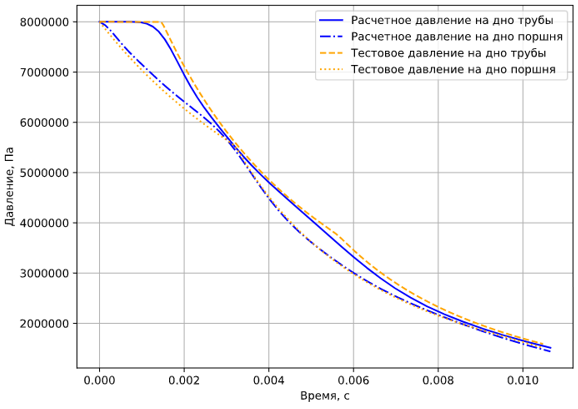 Расчетное давление на дно трубы
Расчетное давление на дно поршня
Тестовое давление на дно трубы
Тестовое давление на дно поршня
8000000
7000000
6000000
5000000
4000000
3000000
2000000
Давление, Па
0.000 0.002 0.004 0.006 0.008 0.010
Время, с